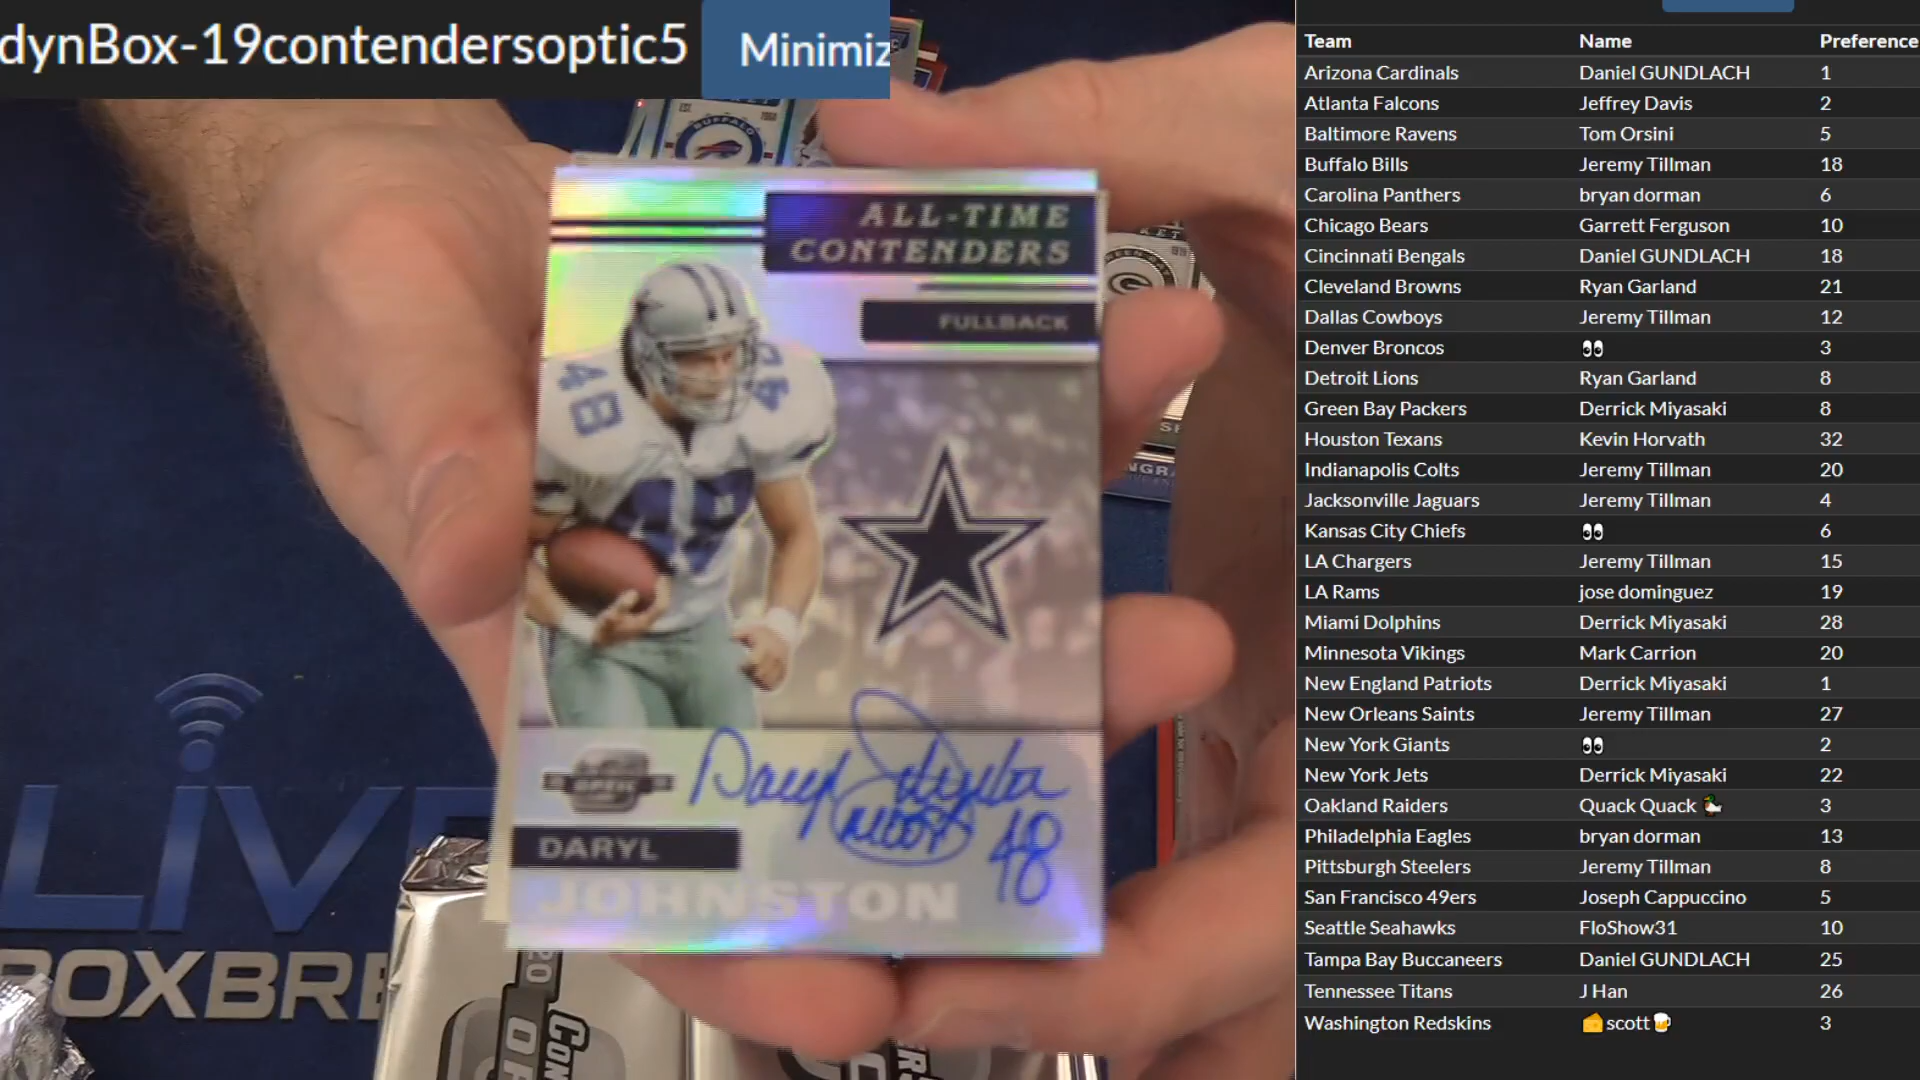 dynBox-19contendersoptic5 Minimiz
BUFFALO
ALL-TIME
CONTENDERS
FULLBACK
48
48
OPTIC
Daryl Johnston
MOOSE 48
DARYL
JOHNSTON
LIVE
BOXBRE
Team Name Preference
Arizona Cardinals Daniel GUNDLACH 1
Atlanta Falcons Jeffrey Davis 2
Baltimore Ravens Tom Orsini 5
Buffalo Bills Jeremy Tillman 18
Carolina Panthers bryan dorman 6
Chicago Bears Garrett Ferguson 10
Cincinnati Bengals Daniel GUNDLACH 18
Cleveland Browns Ryan Garland 21
Dallas Cowboys Jeremy Tillman 12
Denver Broncos 👀 3
Detroit Lions Ryan Garland 8
Green Bay Packers Derrick Miyasaki 8
Houston Texans Kevin Horvath 32
Indianapolis Colts Jeremy Tillman 20
Jacksonville Jaguars Jeremy Tillman 4
Kansas City Chiefs 👀 6
LA Chargers Jeremy Tillman 15
LA Rams jose dominguez 19
Miami Dolphins Derrick Miyasaki 28
Minnesota Vikings Mark Carrion 20
New England Patriots Derrick Miyasaki 1
New Orleans Saints Jeremy Tillman 27
New York Giants 👀 2
New York Jets Derrick Miyasaki 22
Oakland Raiders Quack Quack 🦆 3
Philadelphia Eagles bryan dorman 13
Pittsburgh Steelers Jeremy Tillman 8
San Francisco 49ers Joseph Cappuccino 5
Seattle Seahawks FloShow31 10
Tampa Bay Buccaneers Daniel GUNDLACH 25
Tennessee Titans J Han 26
Washington Redskins 🧀scott🍺 3